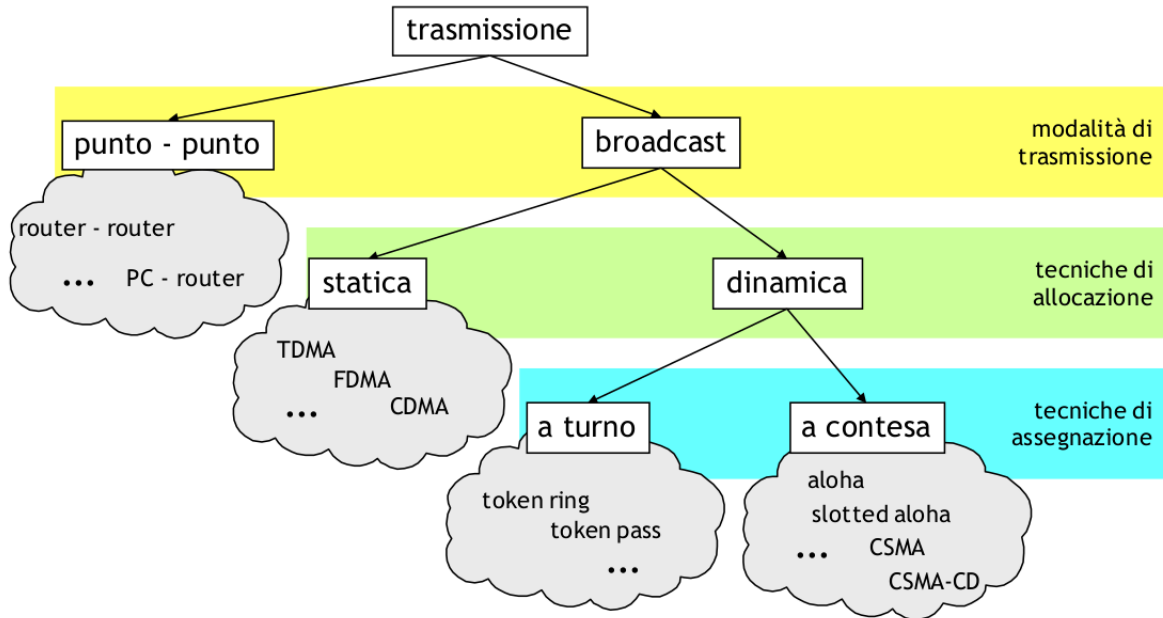 trasmissione
punto - punto
broadcast
modalità di
trasmissione
router - router
... PC - router
statica
dinamica
tecniche di
allocazione
TDMA
FDMA
... CDMA
a turno
a contesa
tecniche di
assegnazione
token ring
token pass
...
aloha
slotted aloha
... CSMA
CSMA-CD